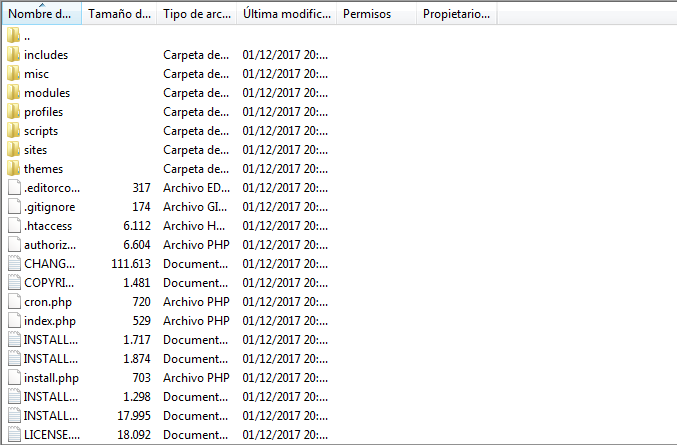 Nombre d... Tamaño d... Tipo de arc... Última modific... Permisos Propietario...
..
includes Carpeta de... 01/12/2017 20:...
misc Carpeta de... 01/12/2017 20:...
modules Carpeta de... 01/12/2017 20:...
profiles Carpeta de... 01/12/2017 20:...
scripts Carpeta de... 01/12/2017 20:...
sites Carpeta de... 01/12/2017 20:...
themes Carpeta de... 01/12/2017 20:...
.editorco... 317 Archivo ED... 01/12/2017 20:...
.gitignore 174 Archivo GI... 01/12/2017 20:...
.htaccess 6.112 Archivo H... 01/12/2017 20:...
authoriz... 6.604 Archivo PHP 01/12/2017 20:...
CHANG... 111.613 Document... 01/12/2017 20:...
COPYRI... 1.481 Document... 01/12/2017 20:...
cron.php 720 Archivo PHP 01/12/2017 20:...
index.php 529 Archivo PHP 01/12/2017 20:...
INSTALL... 1.717 Document... 01/12/2017 20:...
INSTALL... 1.874 Document... 01/12/2017 20:...
install.php 703 Archivo PHP 01/12/2017 20:...
INSTALL... 1.298 Document... 01/12/2017 20:...
INSTALL... 17.995 Document... 01/12/2017 20:...
LICENSE.... 18.092 Document... 01/12/2017 20:...